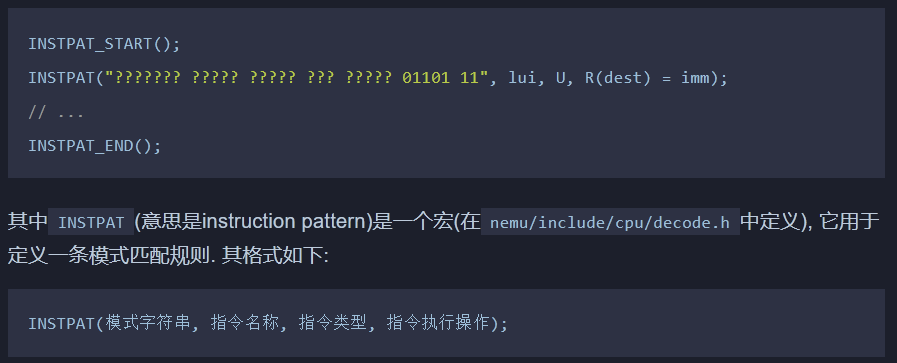 INSTPAT_START();
INSTPAT("??????? ????? ????? ??? ????? 01101 11", lui, U, R(dest) = imm);
// ...
INSTPAT_END();
其中 INSTPAT (意思是instruction pattern)是一个宏(在 nemu/include/cpu/decode.h 中定义), 它用于
定义一条模式匹配规则. 其格式如下:
INSTPAT(模式字符串, 指令名称, 指令类型, 指令执行操作);